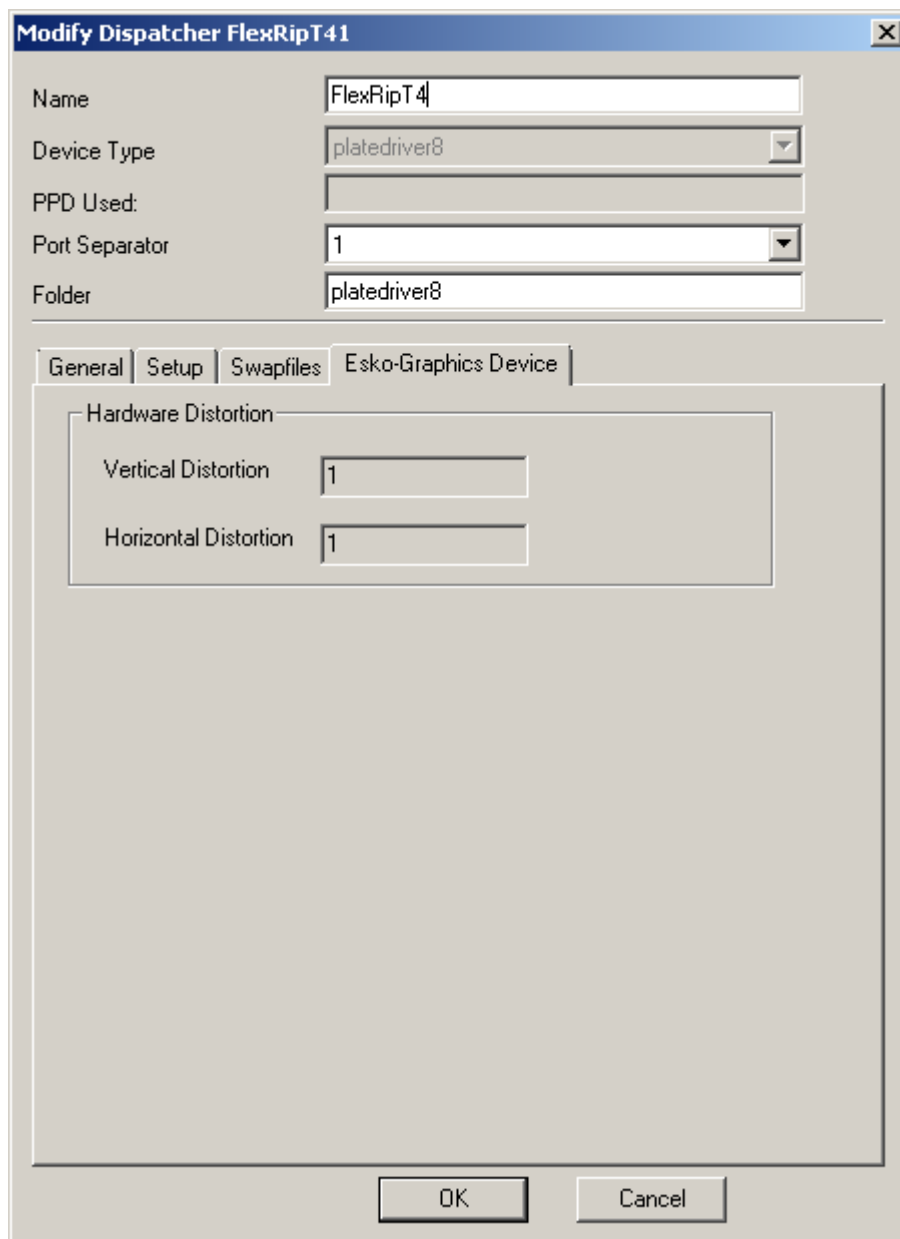 Modify Dispatcher FlexRipT41
Name FlexRipT4
Device Type platedriver8
PPD Used:
Port Separator 1
Folder platedriver8
General Setup Swapfiles Esko-Graphics Device
Hardware Distortion
Vertical Distortion 1
Horizontal Distortion 1
OK Cancel